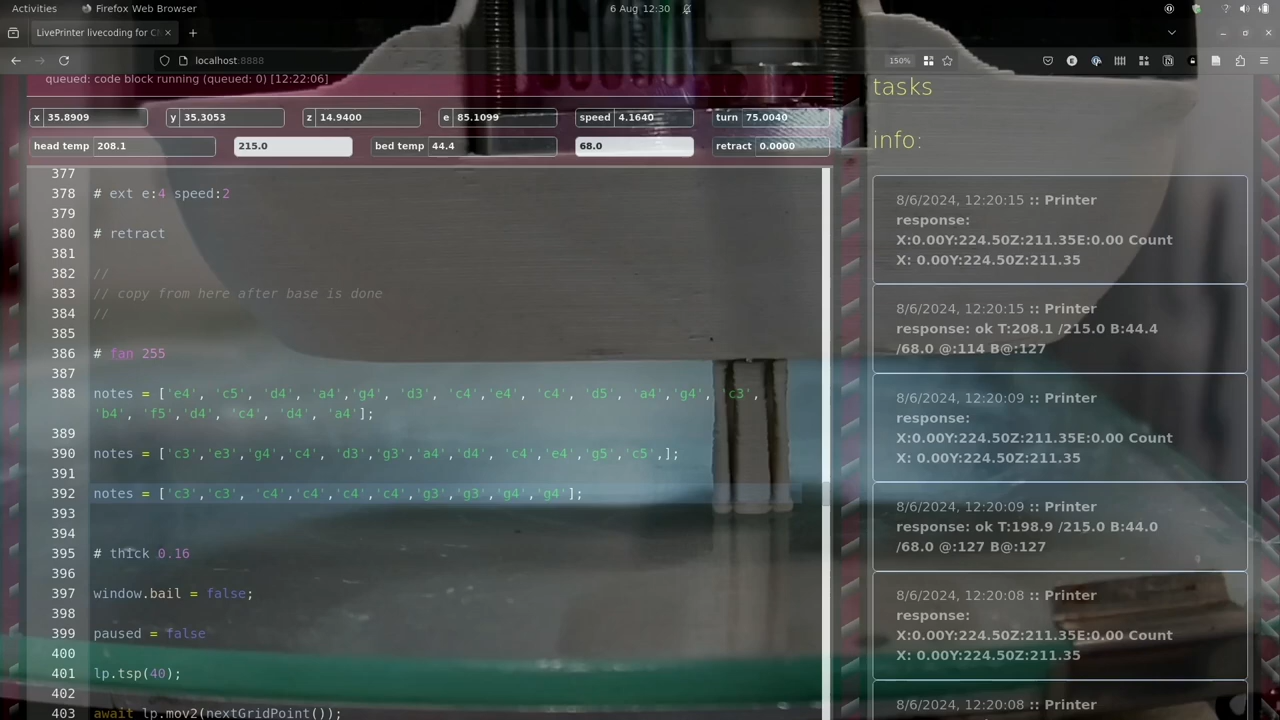 Activities Firefox Web Browser 6 Aug 12:30
LivePrinter livecoding for C
localhost:8888 150%
queued: code block running (queued: 0) [12:22:06]
x 35.8909 y 35.3053 z 14.9400 e 85.1099 speed 4.1640 turn 75.0040
head temp 208.1 215.0 bed temp 44.4 68.0 retract 0.0000
377
378 # ext e:4 speed:2
379
380 # retract
381
382 //
383 // copy from here after base is done
384 //
385
386 # fan 255
387
388 notes = ['e4', 'c5', 'd4', 'a4','g4', 'd3', 'c4','e4', 'c4', 'd5', 'a4','g4', 'c3',
'b4', 'f5','d4', 'c4', 'd4', 'a4'];
389
390 notes = ['c3','e3','g4','c4', 'd3','g3','a4','d4', 'c4','e4','g5','c5',];
391
392 notes = ['c3','c3', 'c4','c4','c4','c4','g3','g3','g4','g4'];
393
394
395 # thick 0.16
396
397 window.bail = false;
398
399 paused = false
400
401 lp.tsp(40);
402
403 await lp.mov2(nextGridPoint());
tasks
info:
8/6/2024, 12:20:15 :: Printer
response:
X:0.00Y:224.50Z:211.35E:0.00 Count
X: 0.00Y:224.50Z:211.35
8/6/2024, 12:20:15 :: Printer
response: ok T:208.1 /215.0 B:44.4
/68.0 @:114 B@:127
8/6/2024, 12:20:09 :: Printer
response:
X:0.00Y:224.50Z:211.35E:0.00 Count
X: 0.00Y:224.50Z:211.35
8/6/2024, 12:20:09 :: Printer
response: ok T:198.9 /215.0 B:44.0
/68.0 @:127 B@:127
8/6/2024, 12:20:08 :: Printer
response:
X:0.00Y:224.50Z:211.35E:0.00 Count
X: 0.00Y:224.50Z:211.35
8/6/2024, 12:20:08 :: Printer